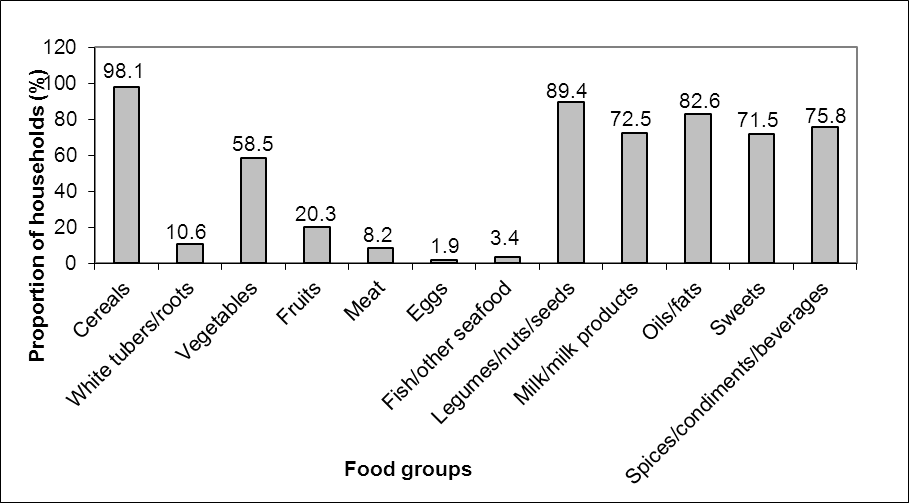 Proportion of households (%)
120
100
80
60
40
20
0
98.1
10.6
58.5
20.3
8.2
1.9
3.4
89.4
72.5
82.6
71.5
75.8
Cereals
White tubers/roots
Vegetables
Fruits
Meat
Eggs
Fish/other seafood
Legumes/nuts/seeds
Milk/milk products
Oils/fats
Sweets
Spices/condiments/beverages
Food groups